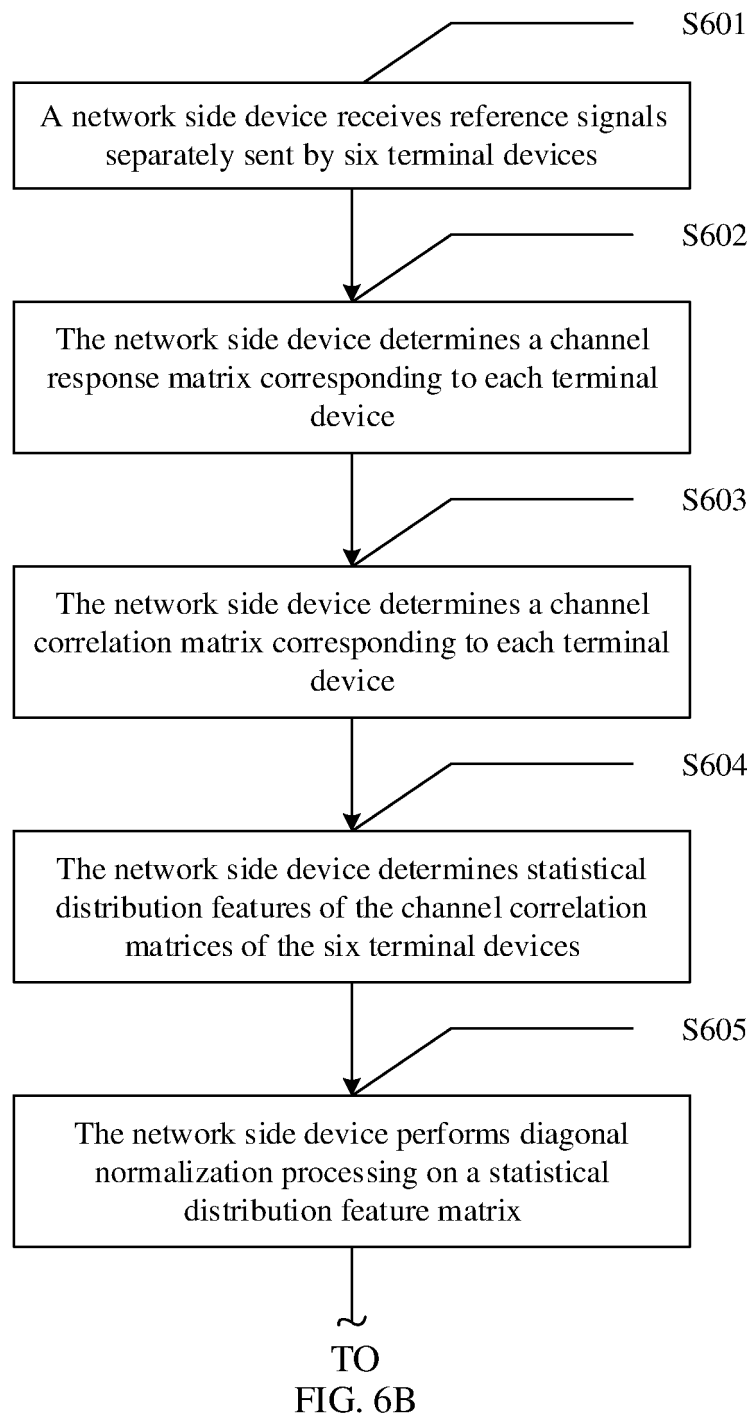 S601
A network side device receives reference signals
separately sent by six terminal devices
S602
The network side device determines a channel
response matrix corresponding to each terminal
device
S603
The network side device determines a channel
correlation matrix corresponding to each terminal
device
S604
The network side device determines statistical
distribution features of the channel correlation
matrices of the six terminal devices
S605
The network side device performs diagonal
normalization processing on a statistical
distribution feature matrix
TO
FIG. 6B